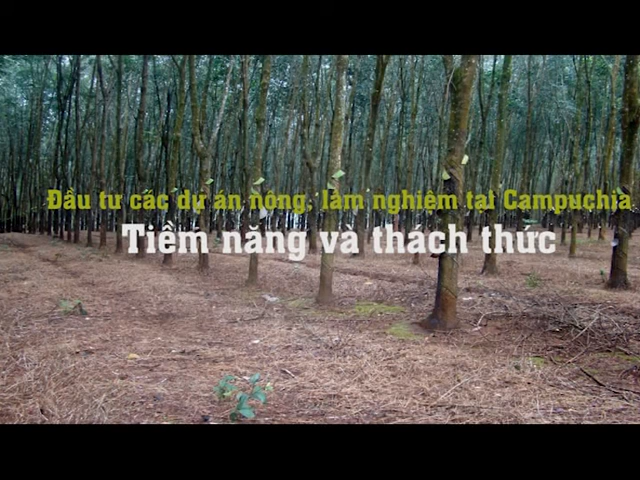 Đầu tư các dự án nông, lâm nghiệm tại Campuchia
Tiềm năng và thách thức